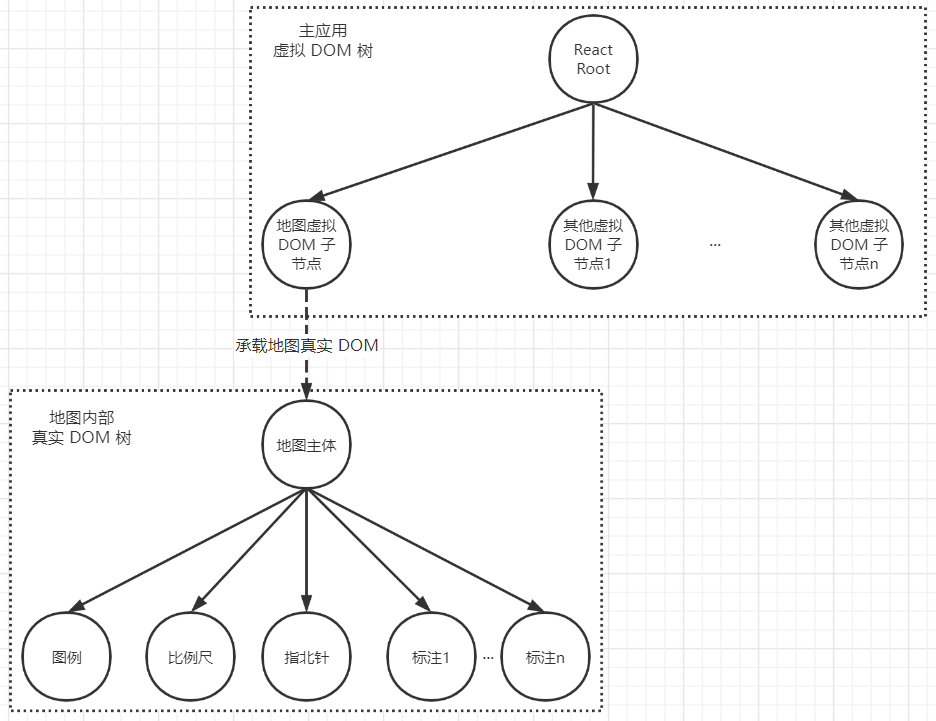 主应用
虚拟 DOM 树
React
Root
地图虚拟
DOM 子
节点
其他虚拟
DOM 子
节点1
...
其他虚拟
DOM 子
节点n
承载地图真实 DOM
地图内部
真实 DOM 树
地图主体
图例
比例尺
指北针
标注1
...
标注n